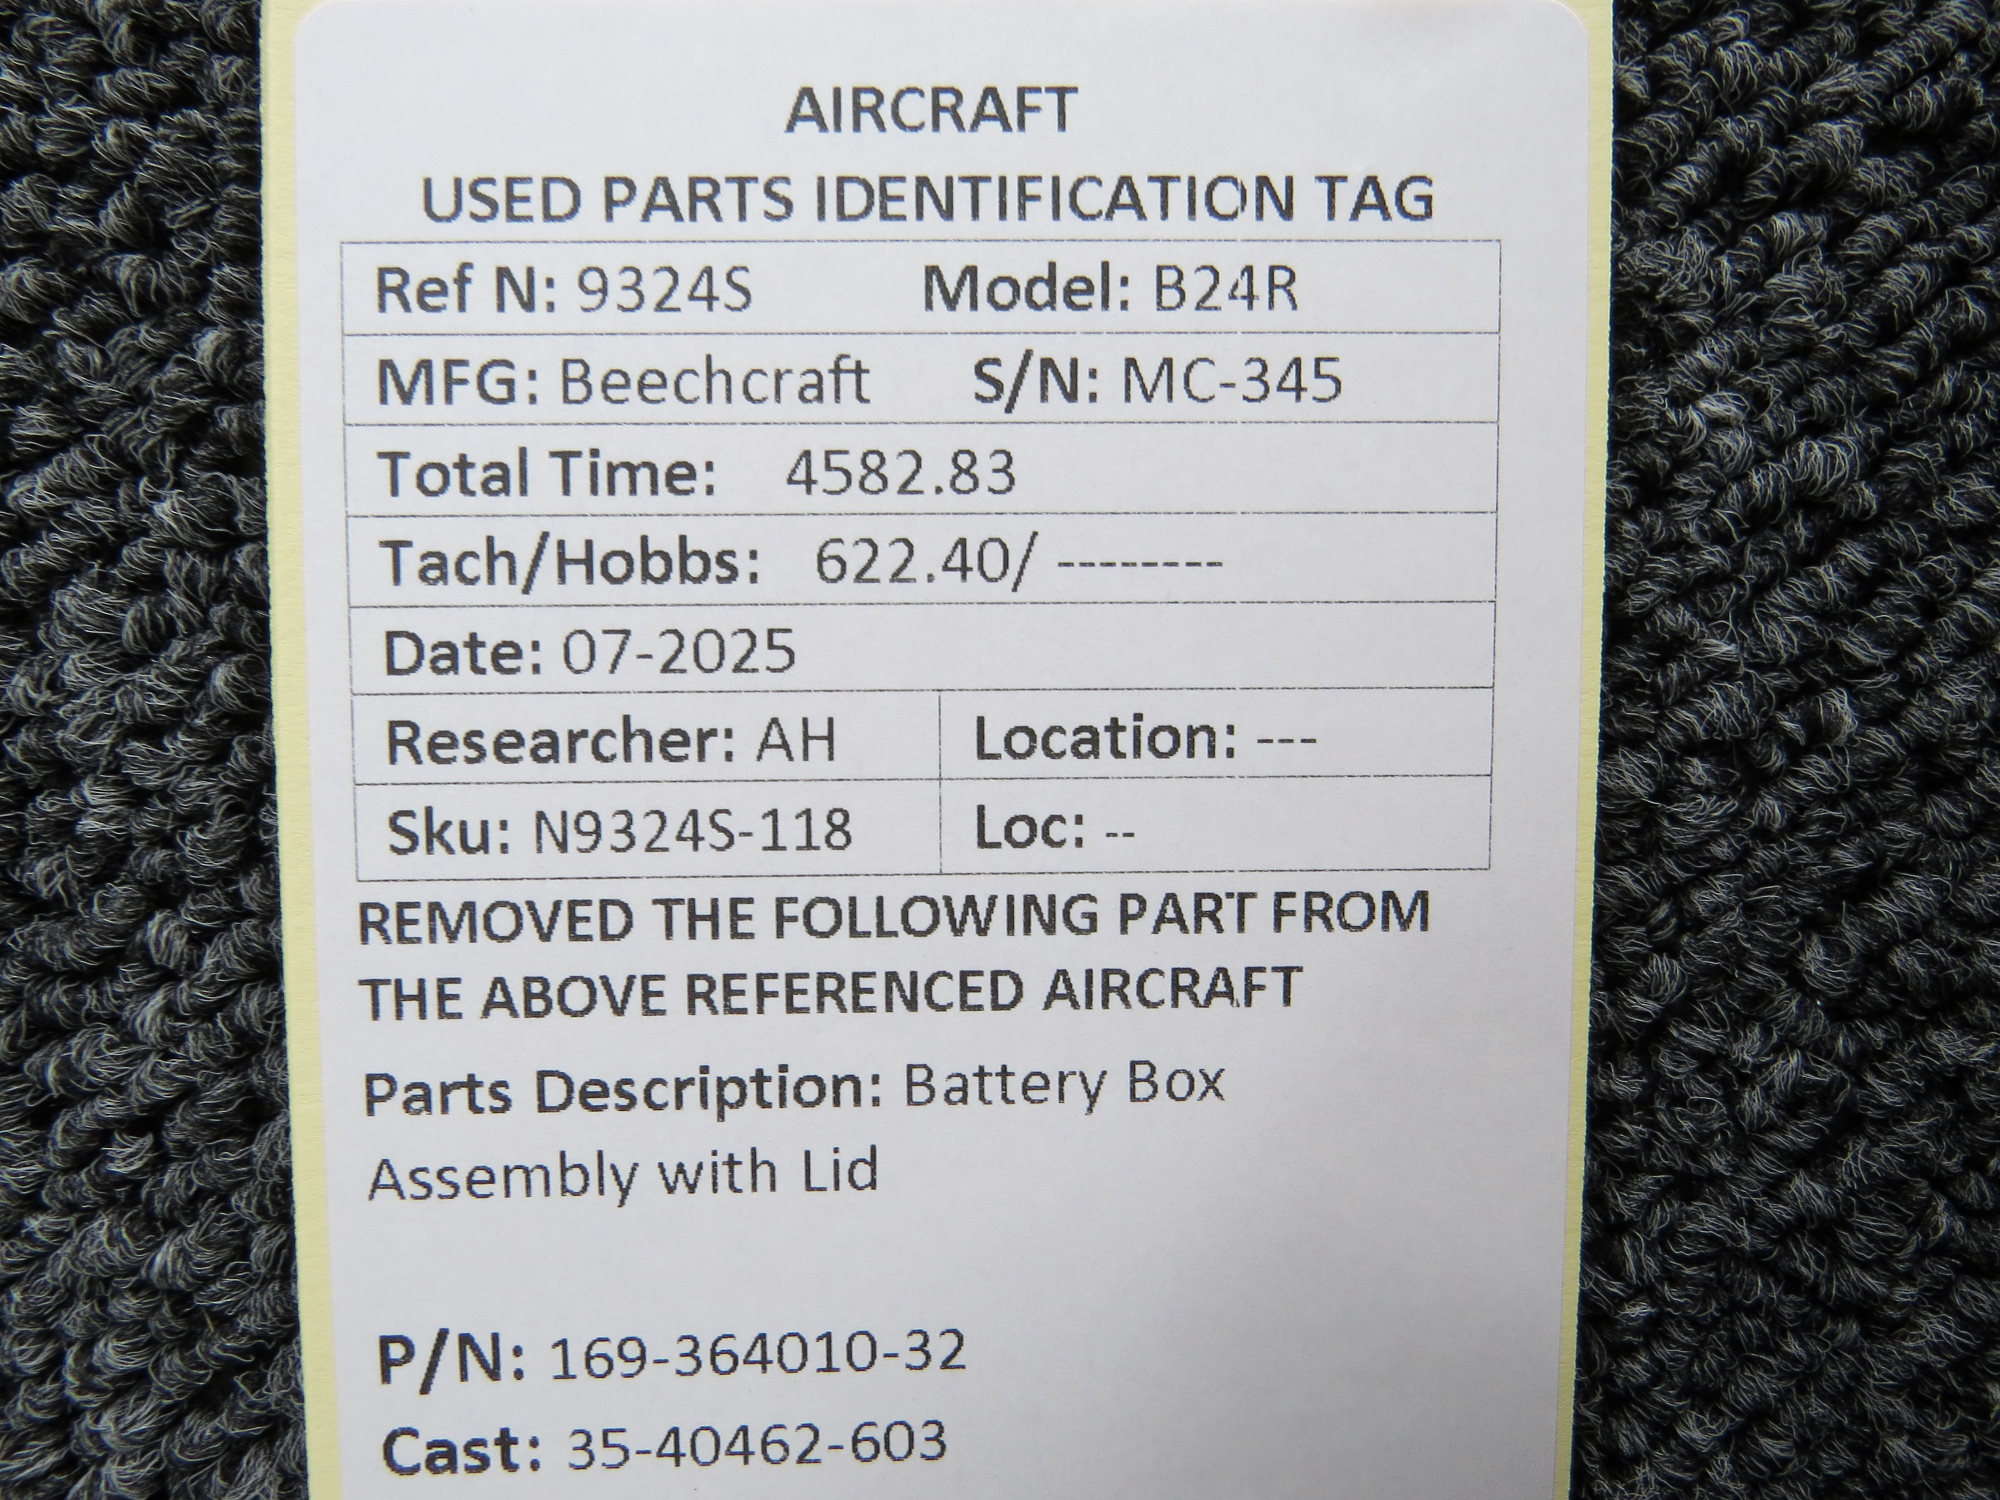 AIRCRAFT
USED PARTS IDENTIFICATION TAG
Ref N: 9324S Model: B24R
MFG: Beechcraft S/N: MC-345
Total Time: 4582.83
Tach/Hobbs: 622.40/ --------
Date: 07-2025
Researcher: AH Location: ---
Sku: N9324S-118 Loc: --
REMOVED THE FOLLOWING PART FROM
THE ABOVE REFERENCED AIRCRAFT
Parts Description: Battery Box
Assembly with Lid
P/N: 169-364010-32
Cast: 35-40462-603